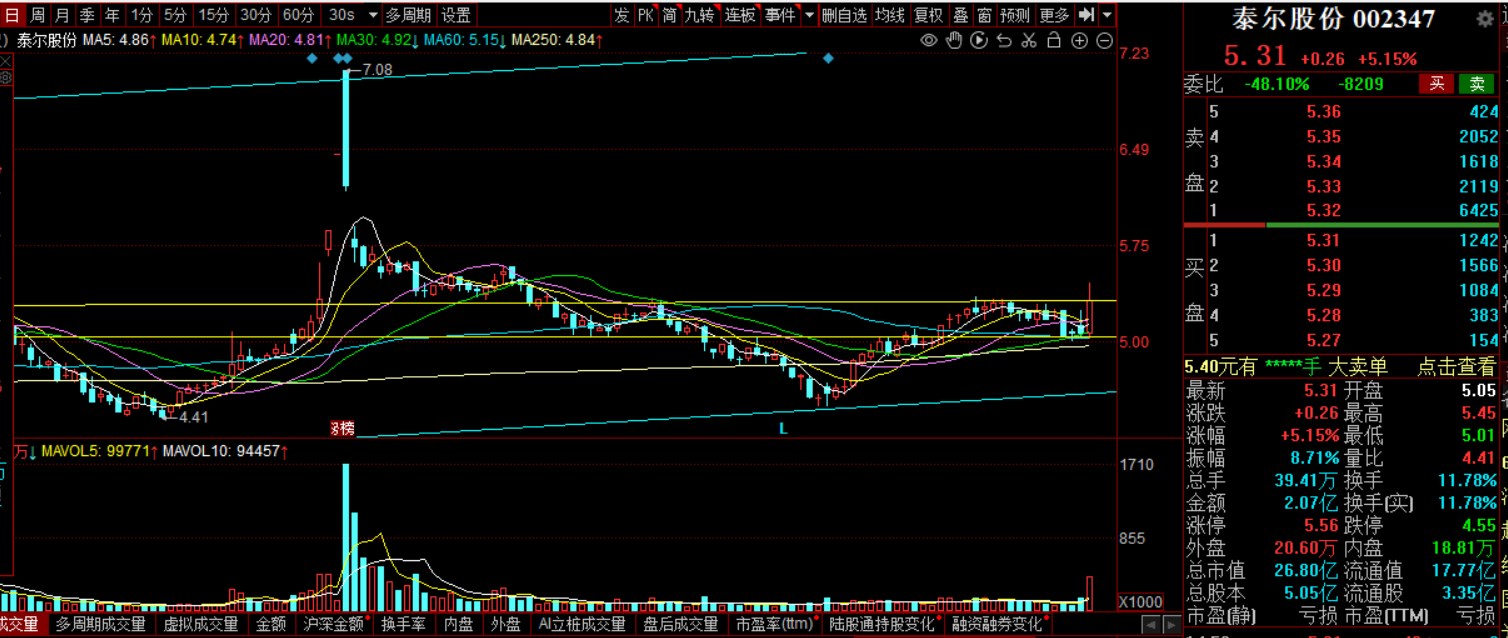 日 周 月 季 年 1分 5分 15分 30分 60分 30s 多周期 设置 发 PK 简 九转 连板 事件 删自选 均线 复权 叠 窗 预测 更多
泰尔股份 MA5: 4.86↑ MA10: 4.74↑ MA20: 4.81↑ MA30: 4.92↓ MA60: 5.15↓ MA250: 4.84↑
7.23
7.08
6.49
5.75
5.00
4.41
榜
L
万↓ MAVOL5: 99771↑ MAVOL10: 94457↑
1710
855
X1000
成交量 多周期成交量 虚拟成交量 金额 沪深金额 换手率 内盘 外盘 AI立桩成交量 盘后成交量 市盈率(ttm) 陆股通持股变化 融资融券变化
泰尔股份 002347
5.31 +0.26 +5.15%
委比 -48.10% -8209 买 卖
卖盘
5 5.36 424
4 5.35 2052
3 5.34 1618
2 5.33 2119
1 5.32 6425
买盘
1 5.31 1242
2 5.30 1566
3 5.29 1084
4 5.28 383
5 5.27 154
5.40元有 *****手 大卖单 点击查看
最新 5.31 开盘 5.05
涨跌 +0.26 最高 5.45
涨幅 +5.15% 最低 5.01
振幅 8.71% 量比 4.41
总手 39.41万 换手 11.78%
金额 2.07亿 换手(实) 11.78%
涨停 5.56 跌停 4.55
外盘 20.60万 内盘 18.81万
总市值 26.80亿 流通值 17.77亿
总股本 5.05亿 流通股 3.35亿
市盈(静) 亏损 市盈(TTM) 亏损